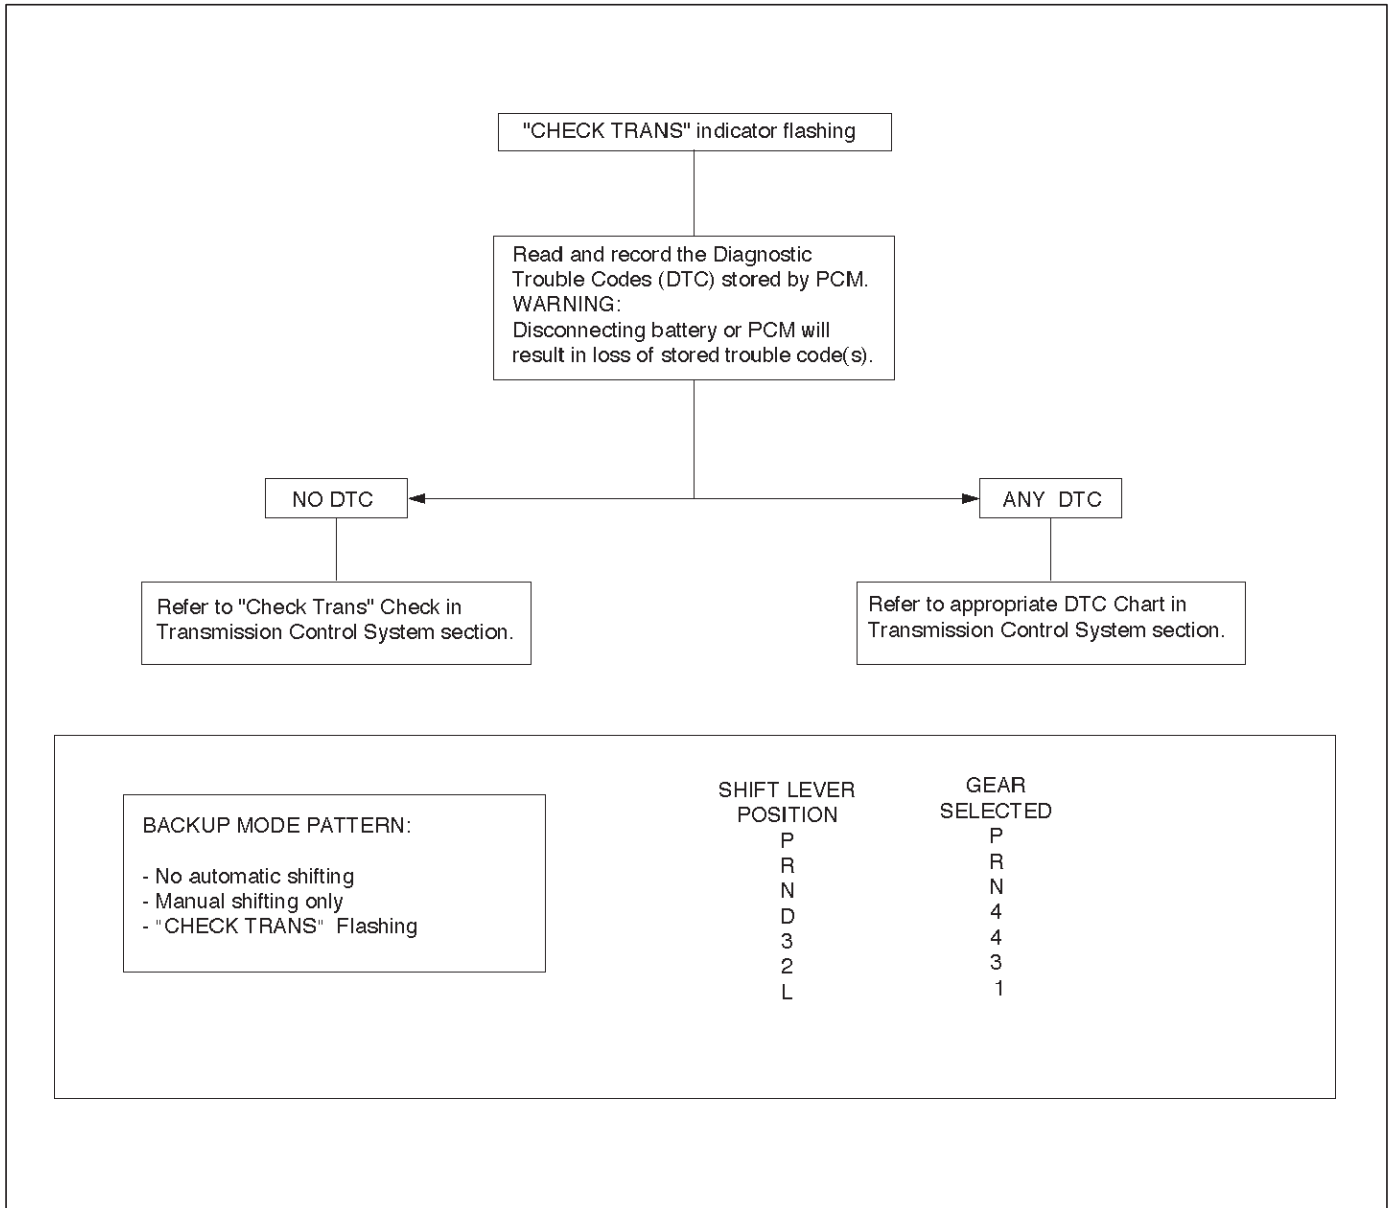 "CHECK TRANS" indicator flashing
Read and record the Diagnostic
Trouble Codes (DTC) stored by PCM.
WARNING:
Disconnecting battery or PCM will
result in loss of stored trouble code(s).
NO DTC
ANY DTC
Refer to "Check Trans" Check in
Transmission Control System section.
Refer to appropriate DTC Chart in
Transmission Control System section.
BACKUP MODE PATTERN:
- No automatic shifting
- Manual shifting only
- "CHECK TRANS" Flashing
SHIFT LEVER GEAR
POSITION SELECTED
P P
R R
N N
D 4
3 4
2 3
L 1